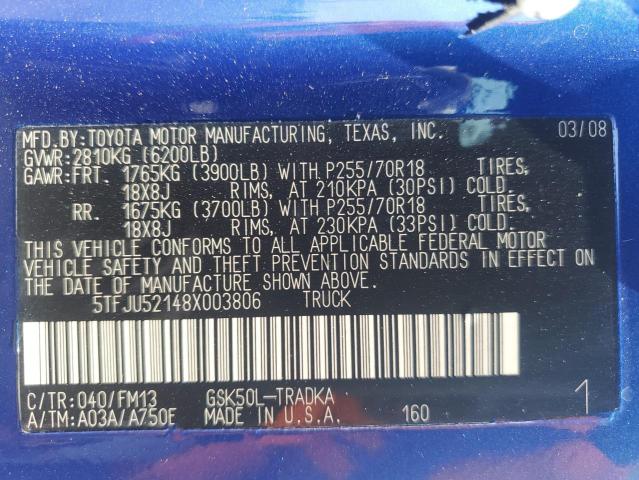 MFD.BY:TOYOTA MOTOR MANUFACTURING, TEXAS, INC. 03/08
GVWR:2810KG (6200LB)
GAWR:FRT. 1765KG (3900LB) WITH P255/70R18 TIRES,
18X8J RIMS, AT 210KPA (30PSI) COLD.
RR. 1675KG (3700LB) WITH P255/70R18 TIRES,
18X8J RIMS, AT 230KPA (33PSI) COLD.
THIS VEHICLE CONFORMS TO ALL APPLICABLE FEDERAL MOTOR
VEHICLE SAFETY AND THEFT PREVENTION STANDARDS IN EFFECT ON
THE DATE OF MANUFACTURE SHOWN ABOVE.
5TFJU52148X003806 TRUCK
C/TR:040/FM13 GSK50L-TRADKA
A/TM:A03A/A750E MADE IN U.S.A. 160 1